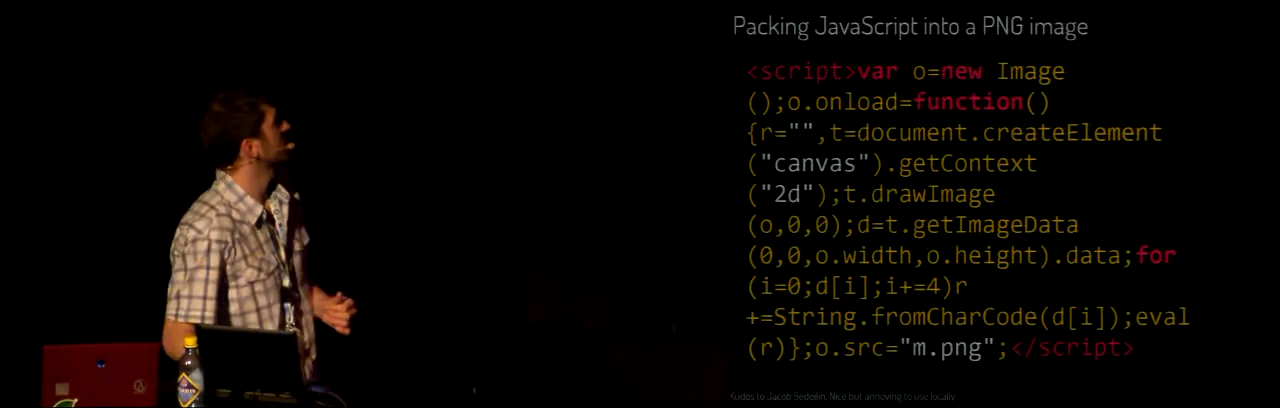 Packing JavaScript into a PNG image
<script>var o=new Image
();o.onload=function()
{r="",t=document.createElement
("canvas").getContext
("2d");t.drawImage
(o,0,0);d=t.getImageData
(0,0,o.width,o.height).data;for
(i=0;d[i];i+=4)r
+=String.fromCharCode(d[i]);eval
(r)};o.src="m.png";</script>
Kudos to Jacob Seidelin. Nice but annoying to use locally